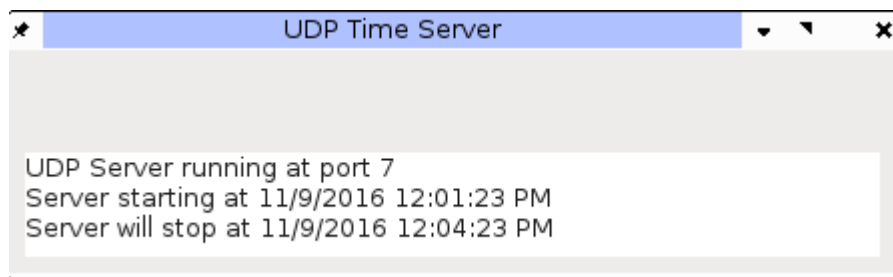 UDP Time Server
UDP Server running at port 7
Server starting at 11/9/2016 12:01:23 PM
Server will stop at 11/9/2016 12:04:23 PM